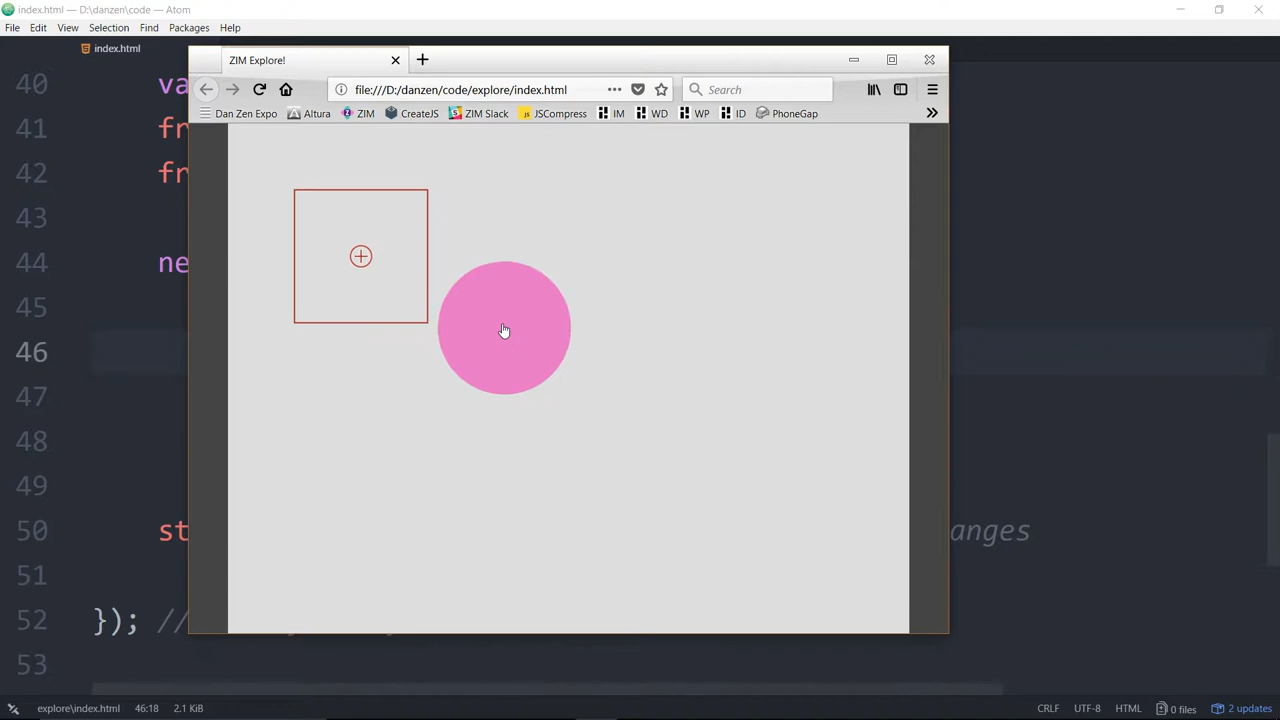 index.html — D:\danzen\code — Atom
File Edit View Selection Find Packages Help
index.html
ZIM Explore!
file:///D:/danzen/code/explore/index.html
Search
Dan Zen Expo Altura ZIM CreateJS ZIM Slack JSCompress IM WD WP ID PhoneGap
40 va
41 fr
42 fr
43
44 ne
45
46
47
48
49
50 st anges
51
52 }); //
53
explore\index.html 46:18 2.1 KiB CRLF UTF-8 HTML 0 files 2 updates